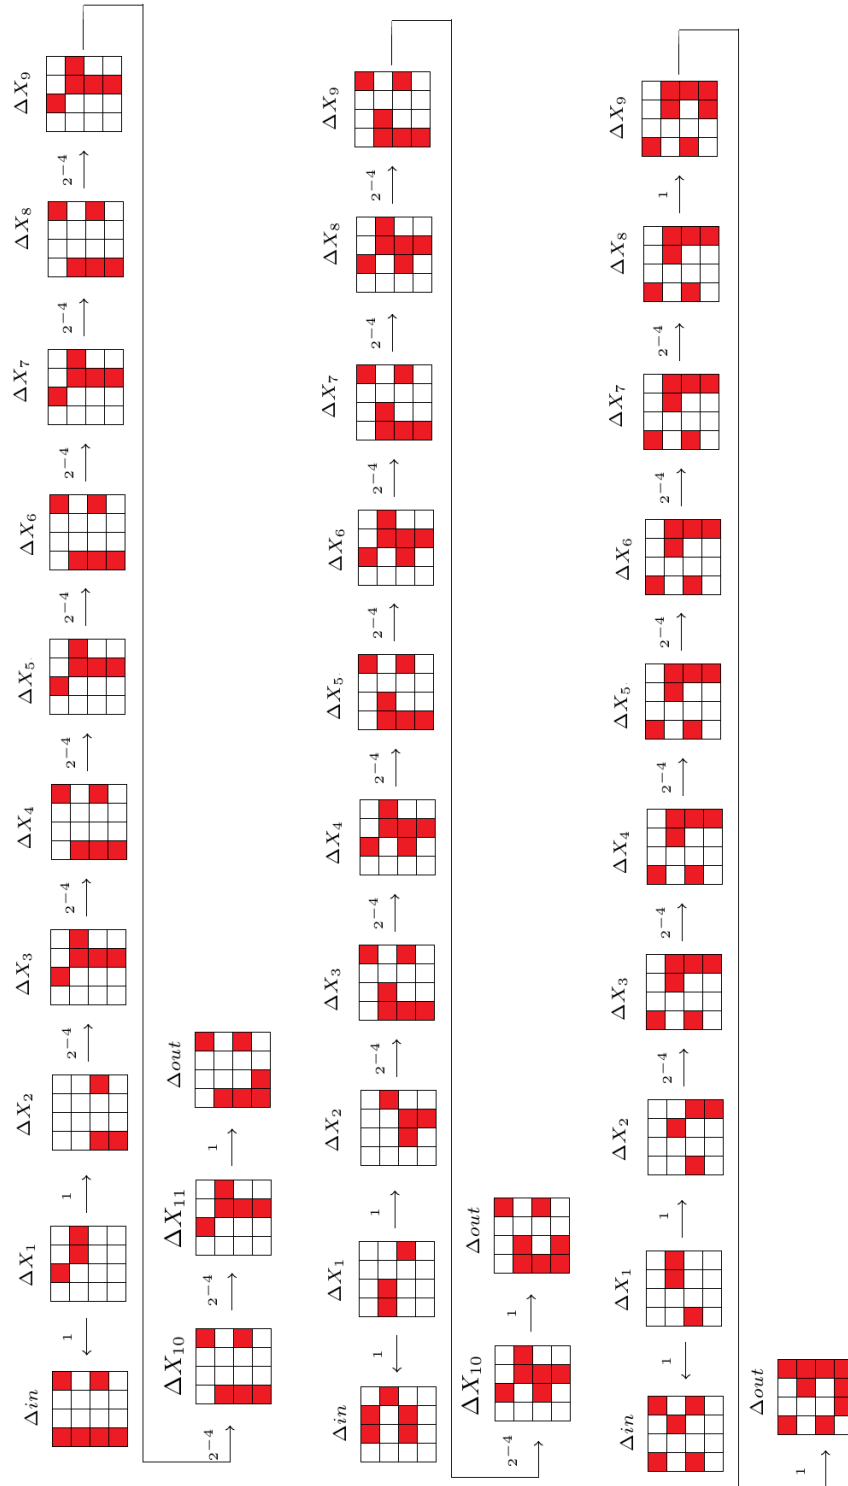 Δin ΔX₁ ΔX₂ ΔX₃ ΔX₄ ΔX₅ ΔX₆ ΔX₇ ΔX₈ ΔX₉
1 1 2⁻⁴ 2⁻⁴ 2⁻⁴ 2⁻⁴ 2⁻⁴ 2⁻⁴ 2⁻⁴
ΔX₁₀ ΔX₁₁ Δout
2⁻⁴ 2⁻⁴ 1
Δin ΔX₁ ΔX₂ ΔX₃ ΔX₄ ΔX₅ ΔX₆ ΔX₇ ΔX₈ ΔX₉
1 1 2⁻⁴ 2⁻⁴ 2⁻⁴ 2⁻⁴ 2⁻⁴ 2⁻⁴ 2⁻⁴
ΔX₁₀ Δout
2⁻⁴ 1
Δin ΔX₁ ΔX₂ ΔX₃ ΔX₄ ΔX₅ ΔX₆ ΔX₇ ΔX₈ ΔX₉
1 1 2⁻⁴ 2⁻⁴ 2⁻⁴ 2⁻⁴ 2⁻⁴ 2⁻⁴ 1
Δout
1